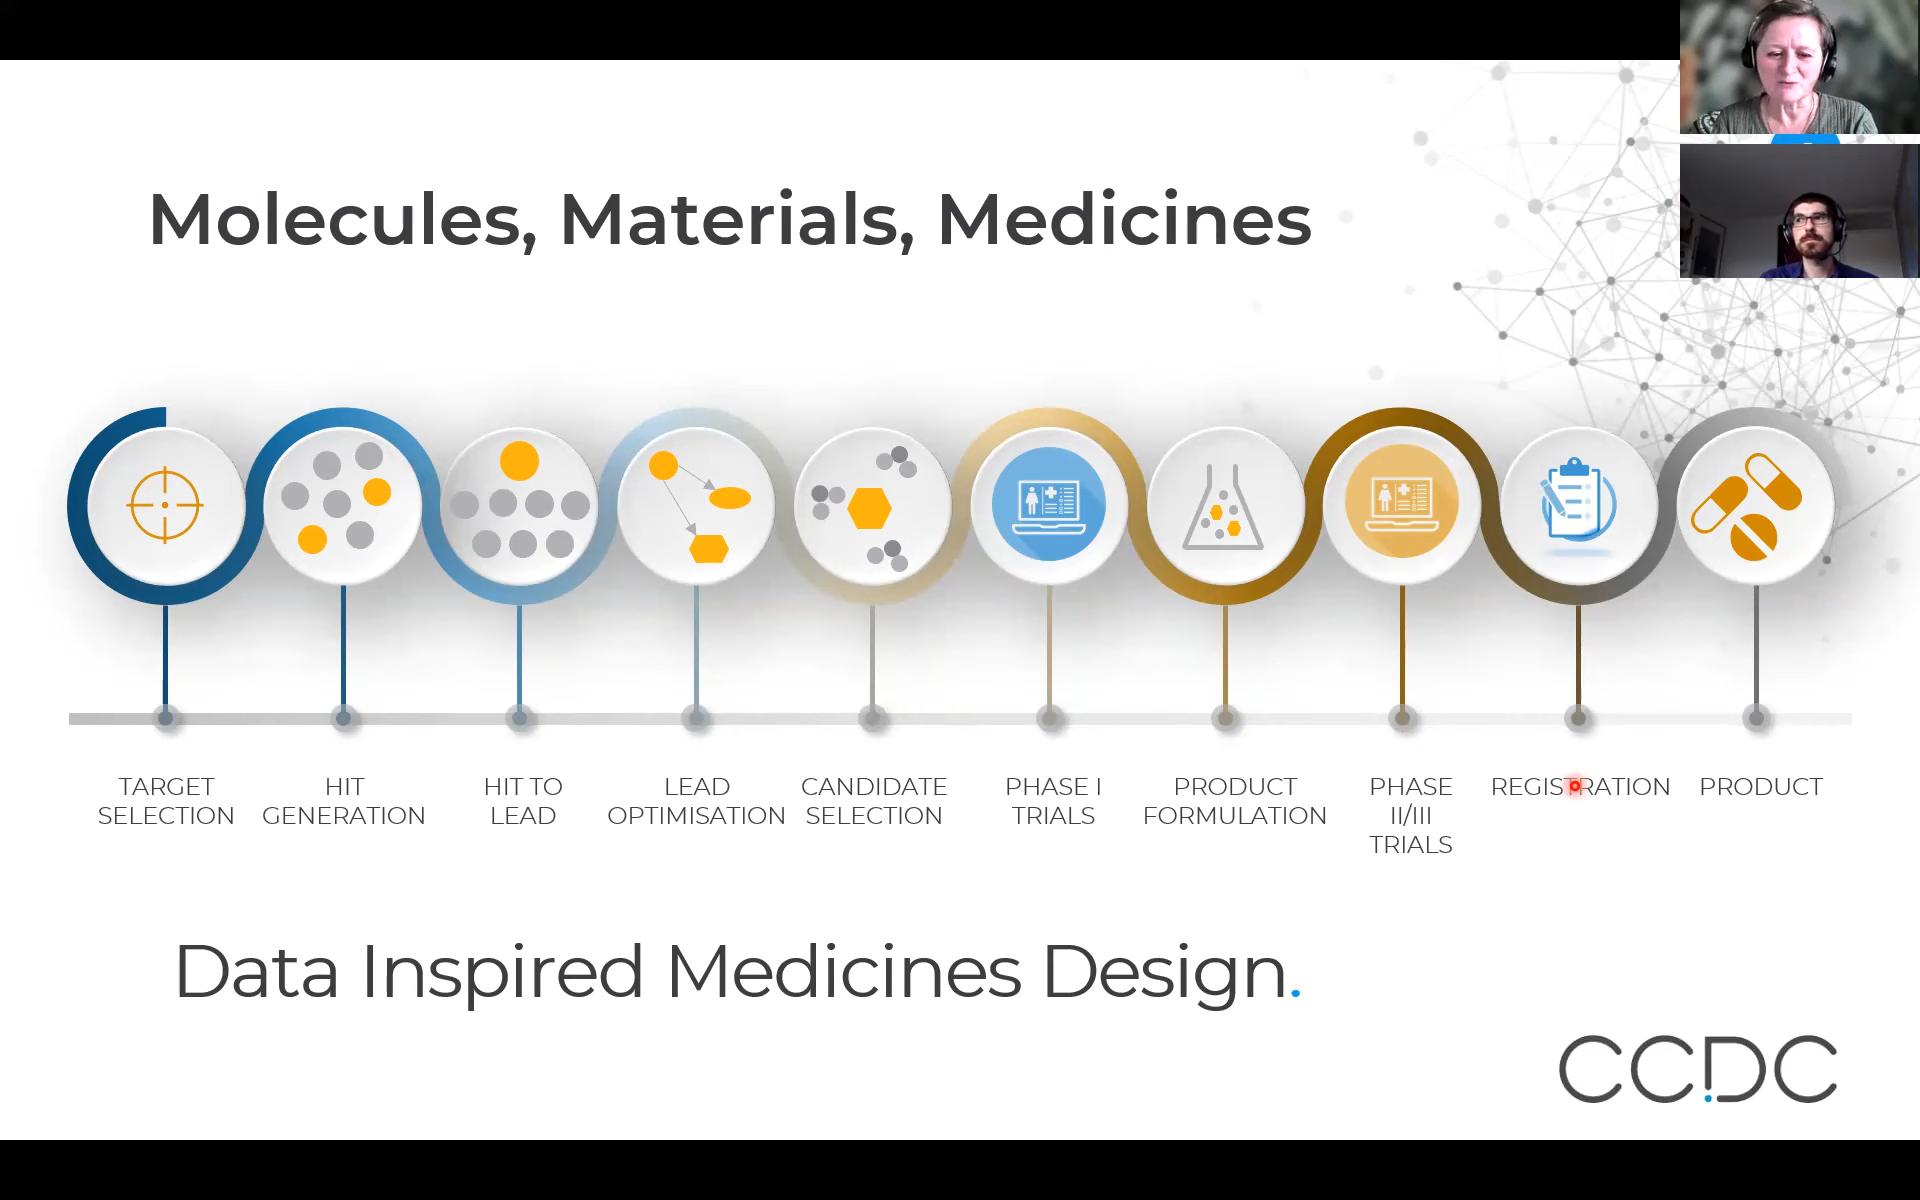 Molecules, Materials, Medicines
TARGET
SELECTION
HIT
GENERATION
HIT TO
LEAD
LEAD
OPTIMISATION
CANDIDATE
SELECTION
PHASE I
TRIALS
PRODUCT
FORMULATION
PHASE
II/III
TRIALS
REGISTRATION
PRODUCT
Data Inspired Medicines Design.
CCDC